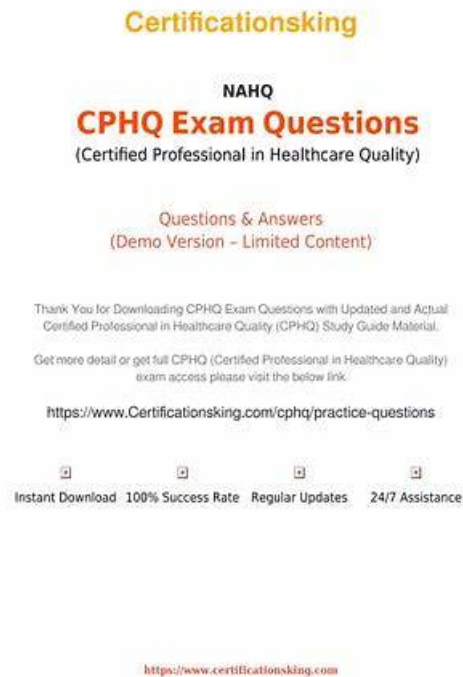 Certificationsking
NAHQ
CPHQ Exam Questions
(Certified Professional in Healthcare Quality)
Questions & Answers
(Demo Version – Limited Content)
Thank You for Downloading CPHQ Exam Questions with Updated and Actual
Certified Professional in Healthcare Quality (CPHQ) Study Guide Material.
Get more detail or get full CPHQ (Certified Professional in Healthcare Quality)
exam access please visit the below link.
https://www.Certificationsking.com/cphq/practice-questions
Instant Download 100% Success Rate Regular Updates 24/7 Assistance
https://www.certificationsking.com